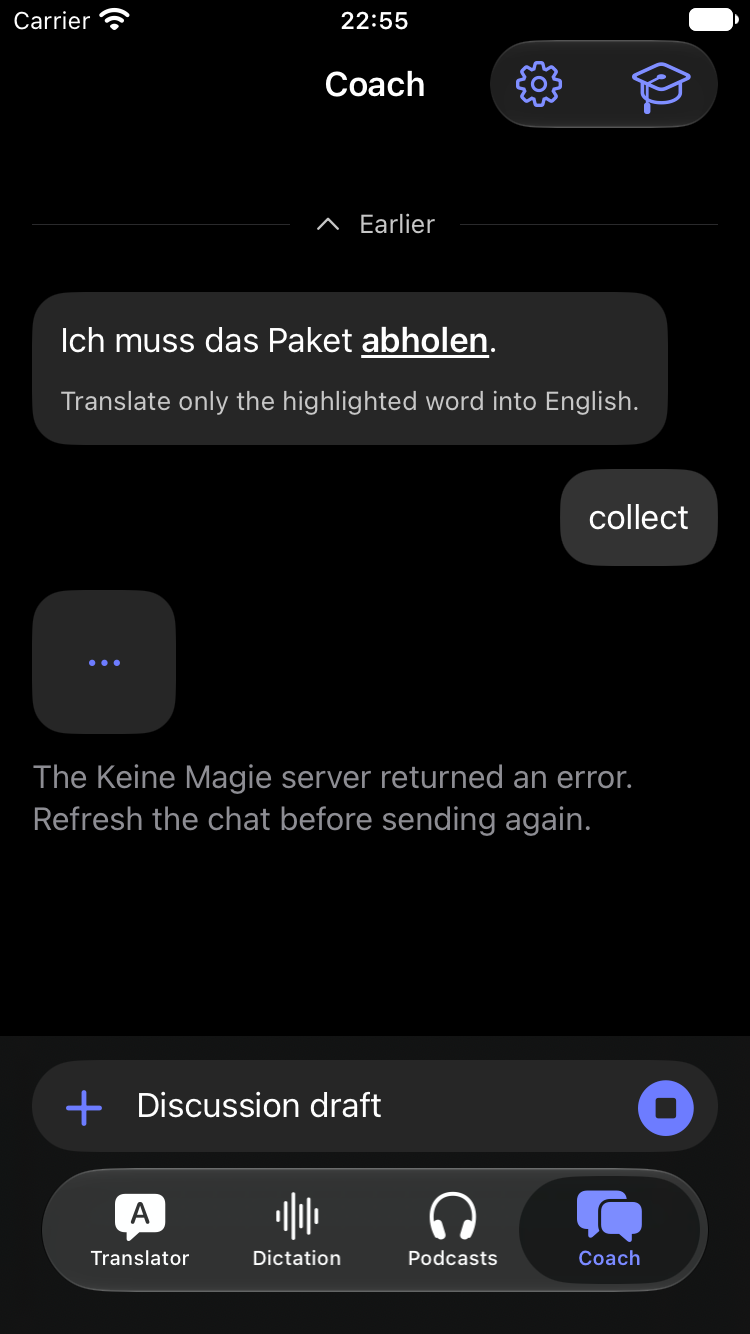 Carrier 22:55
Coach
Earlier
Ich muss das Paket abholen.
Translate only the highlighted word into English.
collect
...
The Keine Magie server returned an error.
Refresh the chat before sending again.
Discussion draft
A
Translator Dictation Podcasts Coach